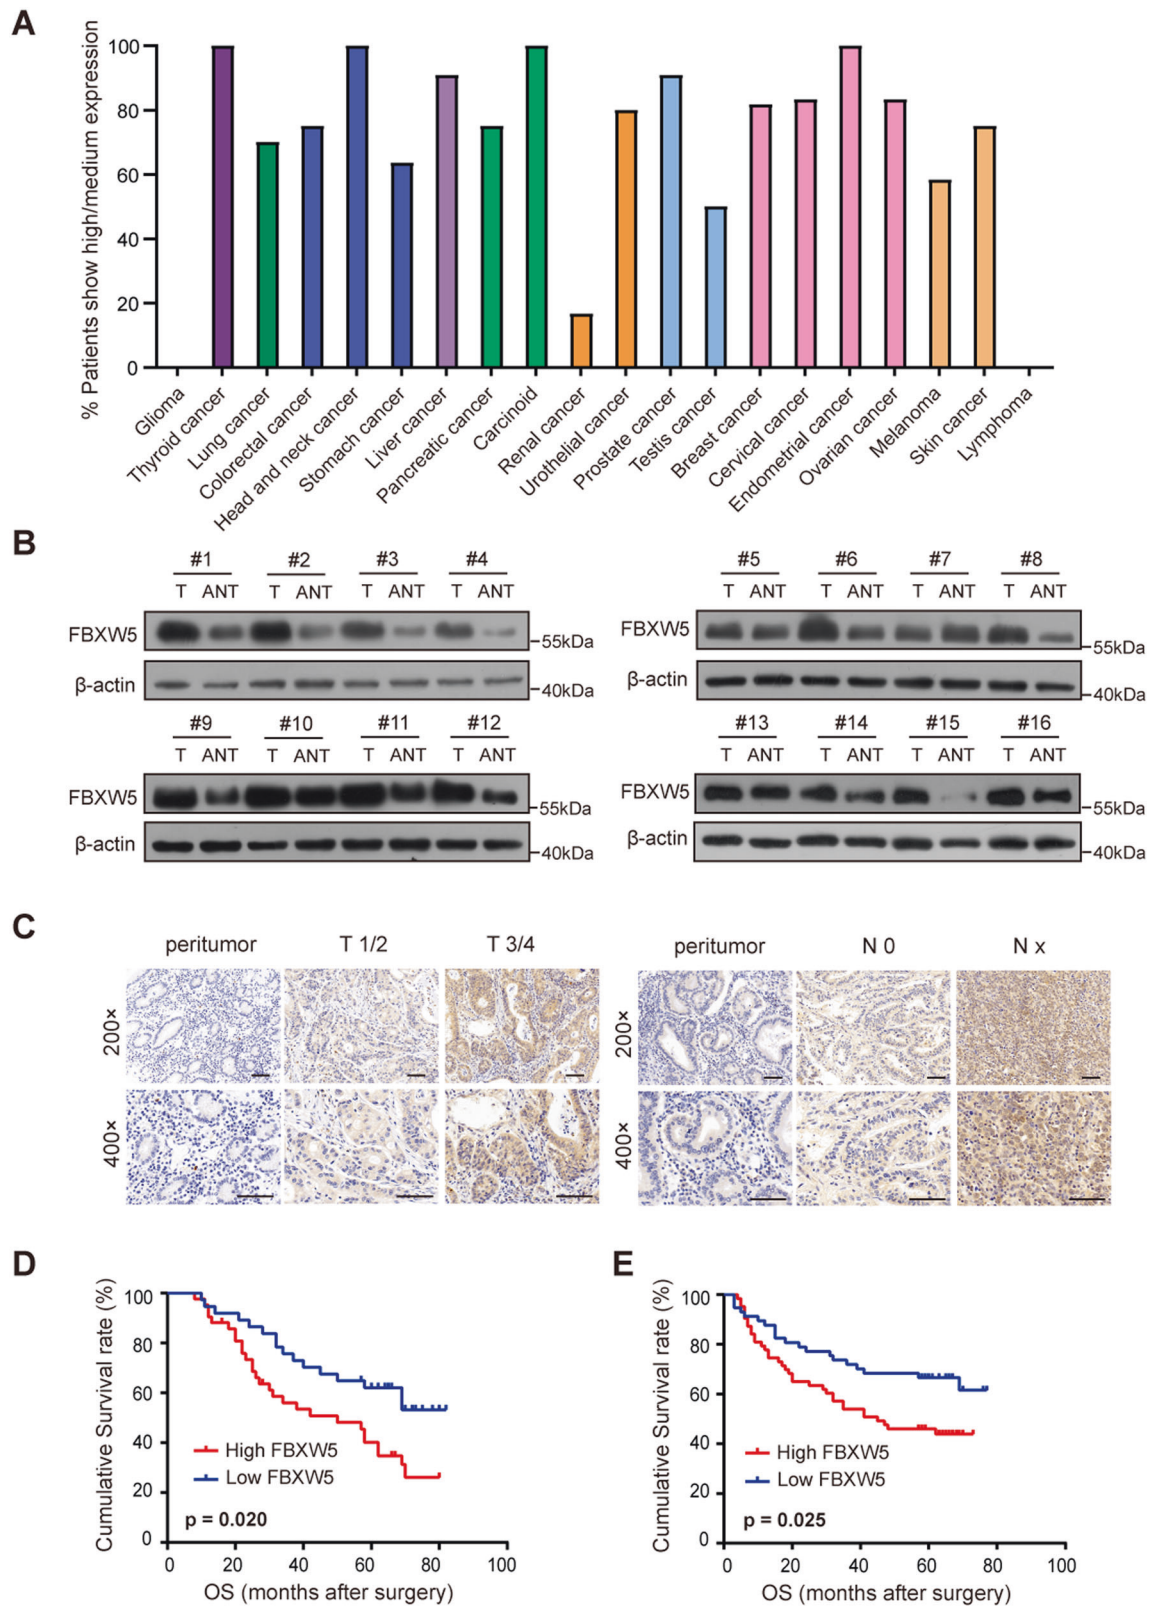 A
% Patients show high/medium expression
100
80
60
40
20
0
Glioma
Thyroid cancer
Lung cancer
Colorectal cancer
Head and neck cancer
Stomach cancer
Liver cancer
Pancreatic cancer
Carcinoid
Renal cancer
Urothelial cancer
Prostate cancer
Testis cancer
Breast cancer
Cervical cancer
Endometrial cancer
Ovarian cancer
Melanoma
Skin cancer
Lymphoma
B
#1 #2 #3 #4
T ANT T ANT T ANT T ANT
FBXW5 55kDa
β-actin 40kDa
#5 #6 #7 #8
T ANT T ANT T ANT T ANT
FBXW5 55kDa
β-actin 40kDa
#9 #10 #11 #12
T ANT T ANT T ANT T ANT
FBXW5 55kDa
β-actin 40kDa
#13 #14 #15 #16
T ANT T ANT T ANT T ANT
FBXW5 55kDa
β-actin 40kDa
C
peritumor T 1/2 T 3/4
200×
400×
peritumor N 0 N x
200×
400×
D
Cumulative Survival rate (%)
100
80
60
40
20
0
High FBXW5
Low FBXW5
p = 0.020
0 20 40 60 80 100
OS (months after surgery)
E
Cumulative Survival rate (%)
100
80
60
40
20
0
High FBXW5
Low FBXW5
p = 0.025
0 20 40 60 80 100
OS (months after surgery)